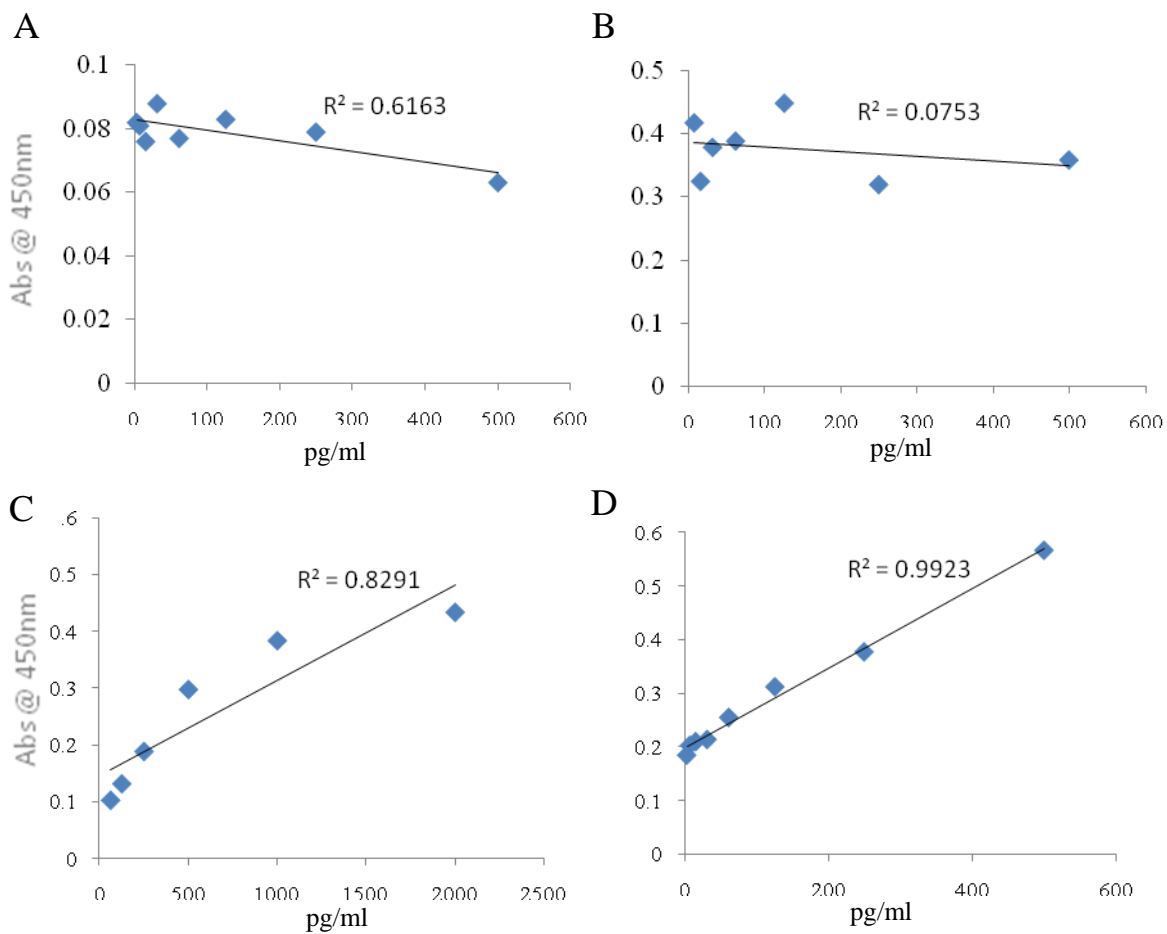 A
B
0.1
0.08
0.06
0.04
0.02
0
Abs @ 450nm
R² = 0.6163
0 100 200 300 400 500 600
pg/ml
0.5
0.4
0.3
0.2
0.1
0
R² = 0.0753
0 100 200 300 400 500 600
pg/ml
C
D
.6
0.5
0.4
0.3
0.2
0.1
0
Abs @ 450nm
R² = 0.8291
0 500 1000 1500 2000 2500
pg/ml
0.6
0.5
0.4
0.3
0.2
0.1
0
R² = 0.9923
0 200 400 600
pg/ml